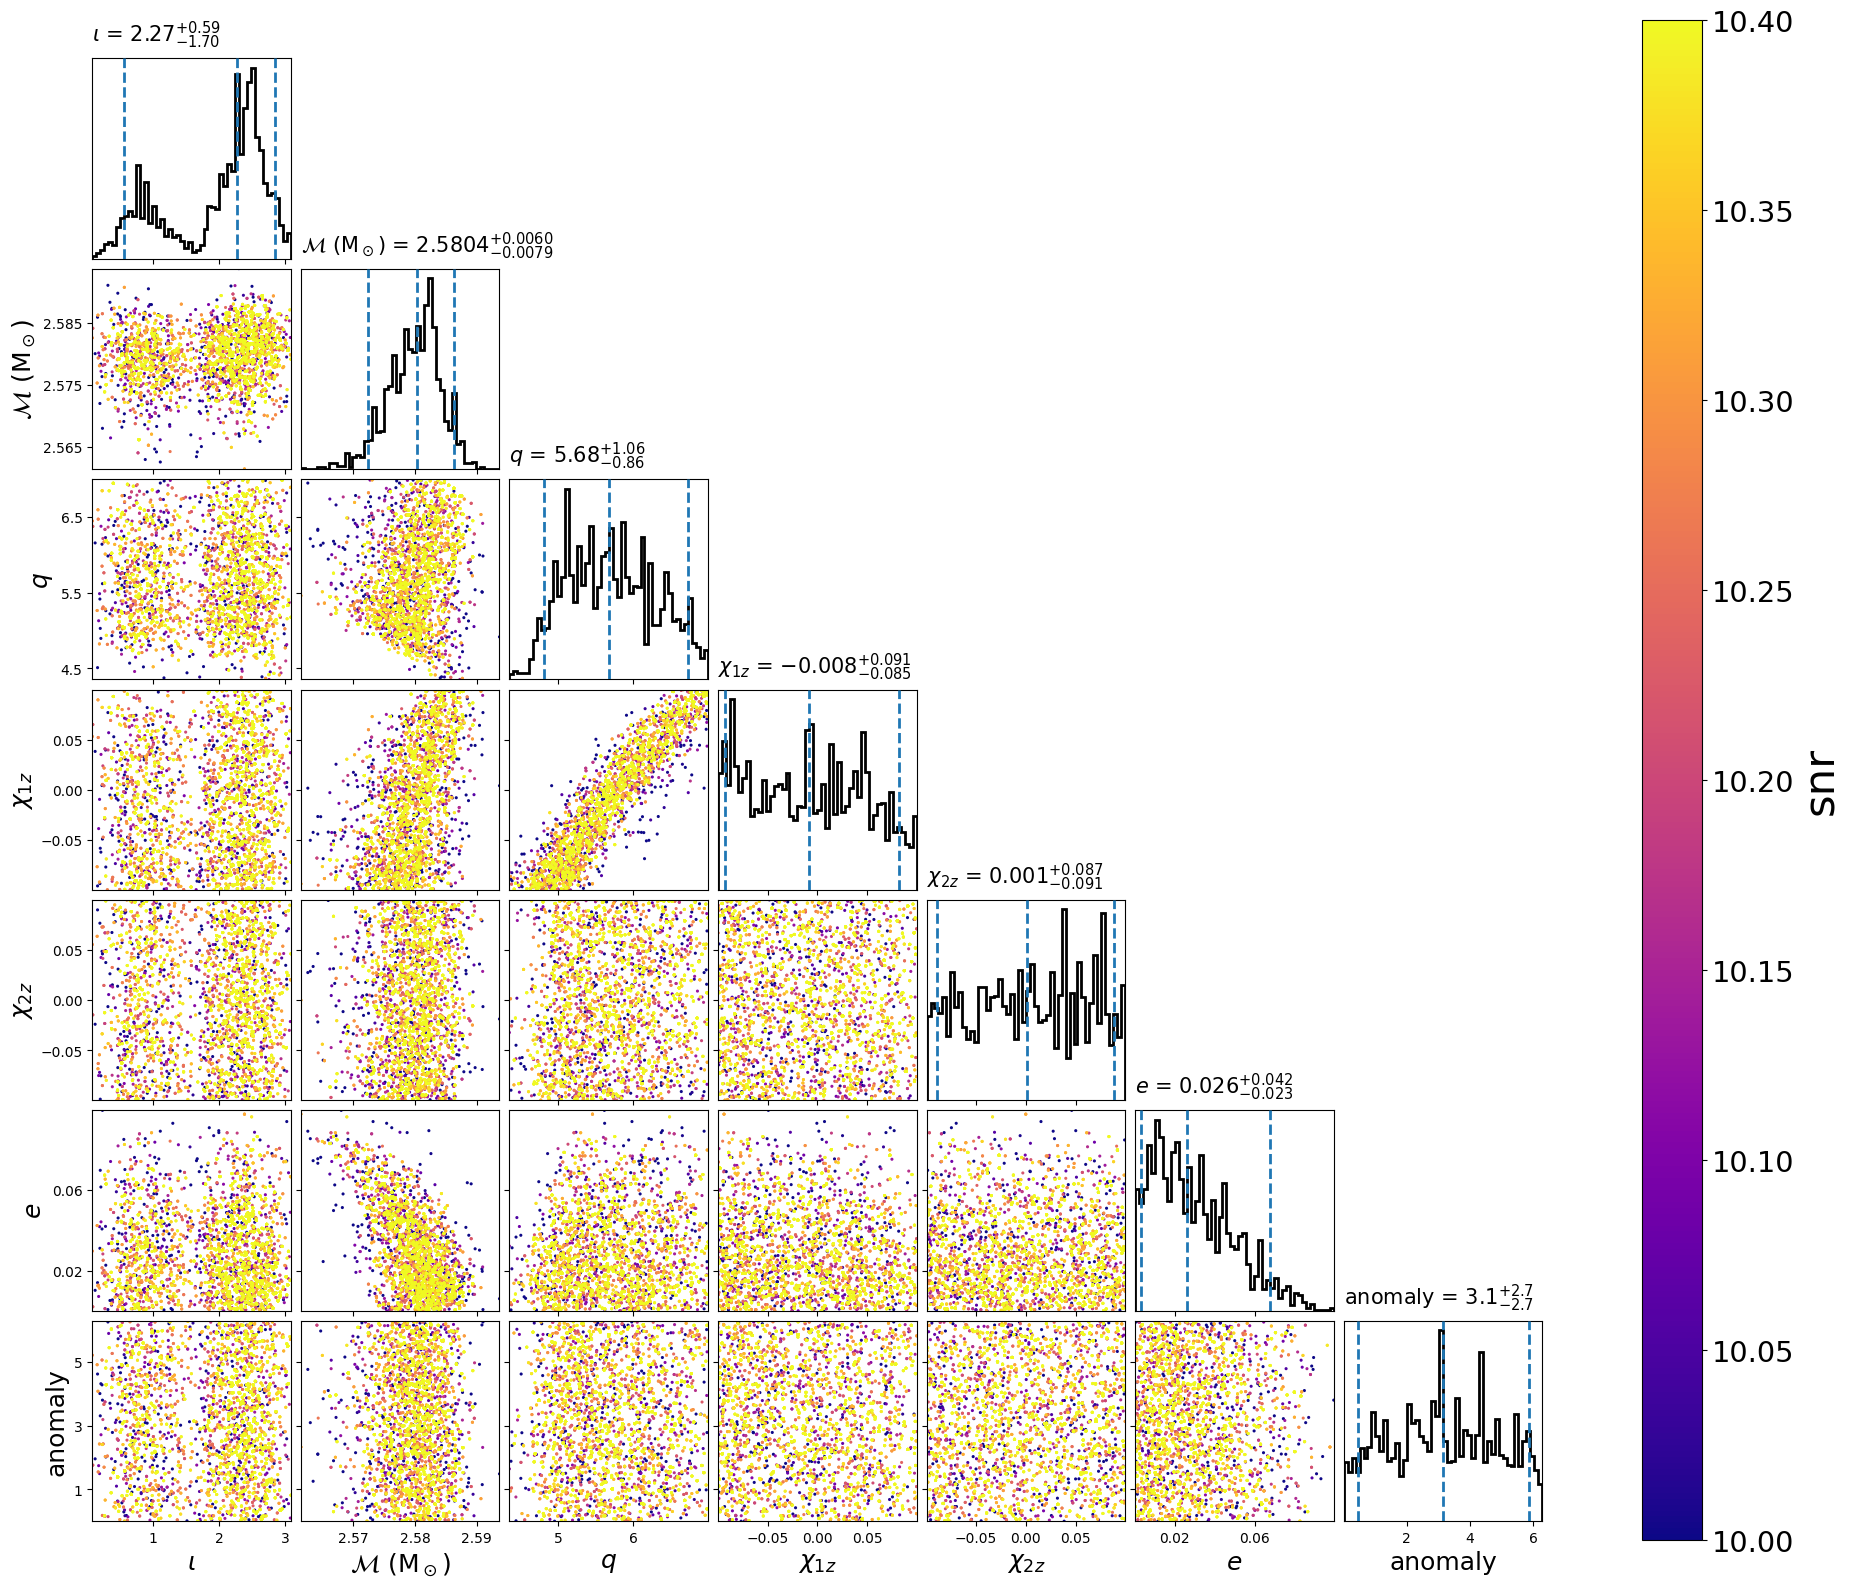 ι = 2.27+0.59−1.70
10.40
ℳ (M⊙) = 2.5804+0.0060−0.0079
ℳ (M⊙)
2.585
2.575
2.565
10.35
10.30
q = 5.68+1.06−0.86
q
6.5
5.5
4.5
10.25
χ1z = −0.008+0.091−0.085
χ1z
0.05
0.00
−0.05
10.20
snr
χ2z = 0.001+0.087−0.091
χ2z
0.05
0.00
−0.05
10.15
e = 0.026+0.042−0.023
e
0.06
0.02
10.10
anomaly = 3.1+2.7−2.7
anomaly
5
3
1
10.05
10.00
1 2 3 2.57 2.58 2.59 5 6 −0.05 0.00 0.05 −0.05 0.00 0.05 0.02 0.06 2 4 6
ι ℳ (M⊙) q χ1z χ2z e anomaly